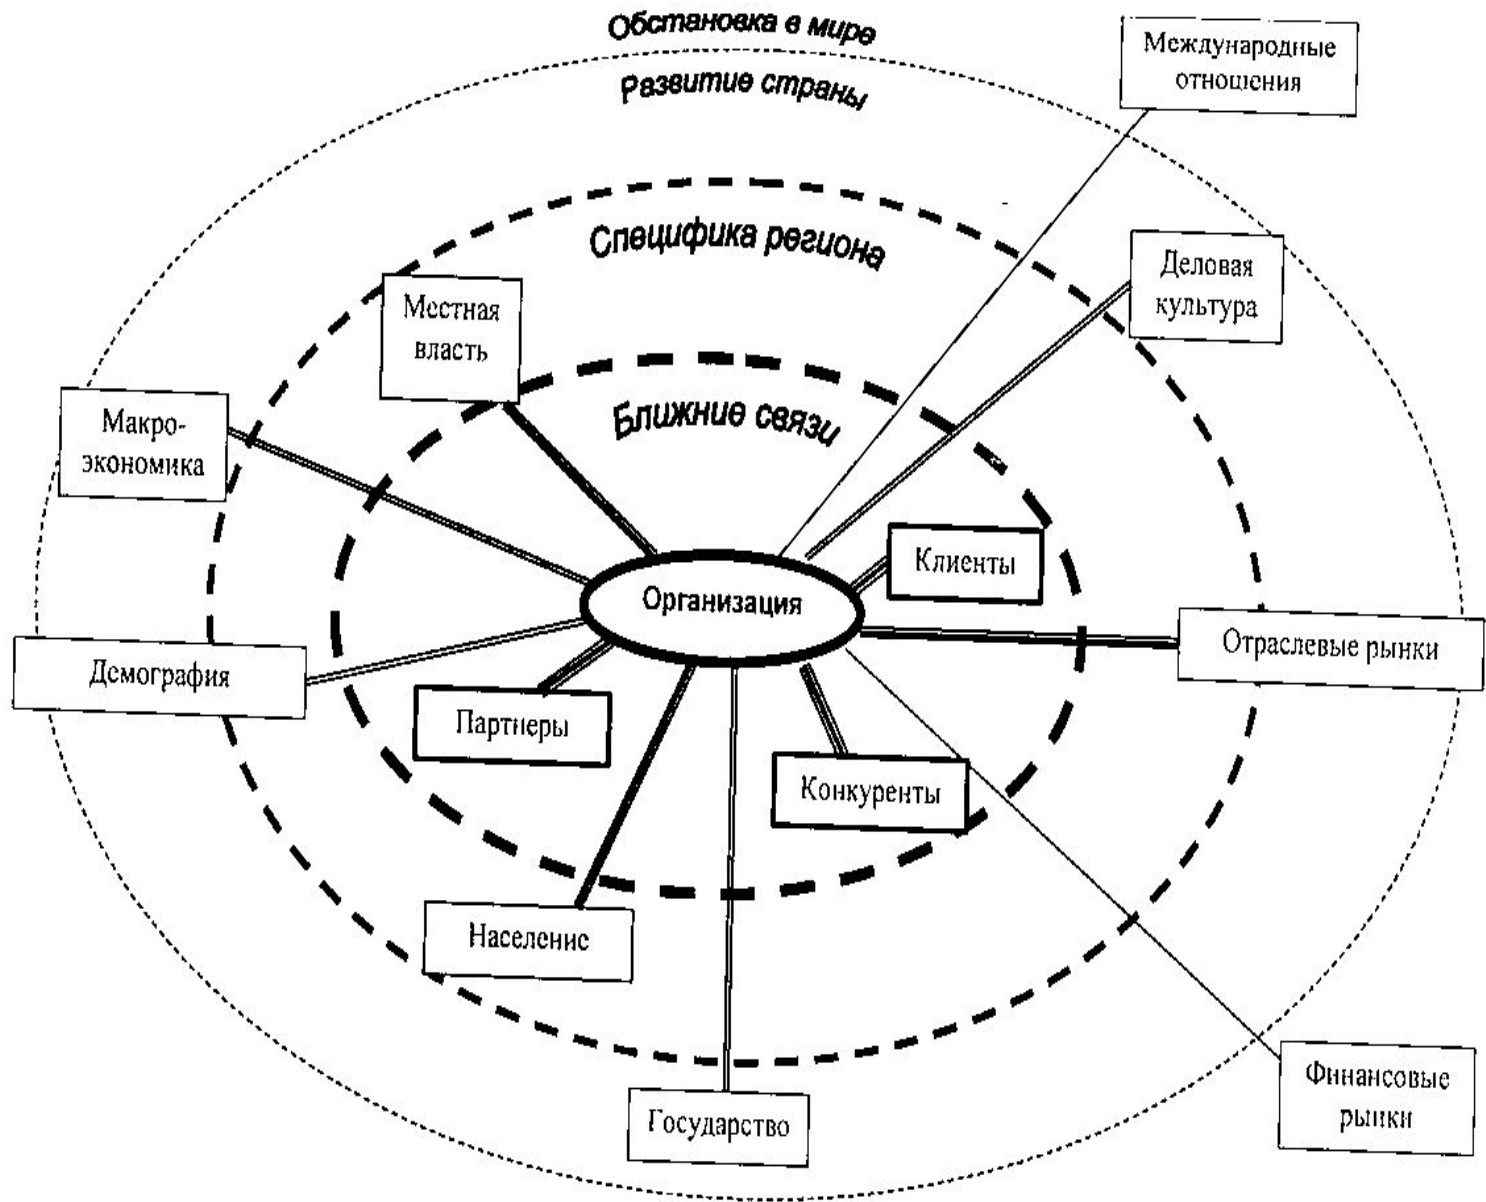 Обстановка в мире
Международные
отношения
Развитие страны
Специфика региона
Деловая
культура
Местная
власть
Ближние связи
Макро-
экономика
Клиенты
Организация
Отраслевые рынки
Демография
Партнеры
Конкуренты
Население
Государство
Финансовые
рынки